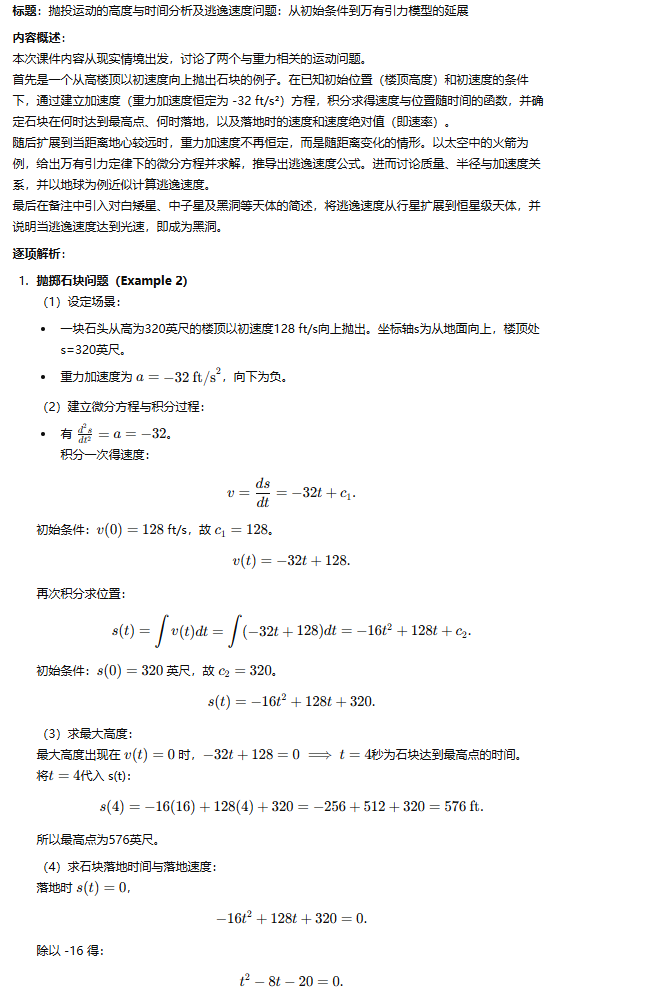 标题：抛投运动的高度与时间分析及逃逸速度问题：从初始条件到万有引力模型的延展
内容概述：
本次课件内容从现实情境出发，讨论了两个与重力相关的运动问题。
首先是一个从高楼顶以初速度向上抛出石块的例子。在已知初始位置（楼顶高度）和初速度的条件
下，通过建立加速度（重力加速度恒定为 -32 ft/s²）方程，积分求得速度与位置随时间的函数，并确
定石块在何时达到最高点、何时落地，以及落地时的速度和速度绝对值（即速率）。
随后扩展到当距离地心较远时，重力加速度不再恒定，而是随距离变化的情形。以太空中的火箭为
例，给出万有引力定律下的微分方程并求解，推导出逃逸速度公式。进而讨论质量、半径与加速度关
系，并以地球为例近似计算逃逸速度。
最后在备注中引入对白矮星、中子星及黑洞等天体的简述，将逃逸速度从行星扩展到恒星级天体，并
说明当逃逸速度达到光速，即成为黑洞。
逐项解析：
1. 抛掷石块问题（Example 2）
（1）设定场景：
• 一块石头从高为320英尺的楼顶以初速度128 ft/s向上抛出。坐标轴s为从地面向上，楼顶处
s=320英尺。
• 重力加速度为 $a = -32 \text{ ft/s}^2$，向下为负。
（2）建立微分方程与积分过程：
• 有 $\frac{d^2s}{dt^2} = a = -32$。
积分一次得速度：
$v = \frac{ds}{dt} = -32t + c_1.$
初始条件：$v(0) = 128$ ft/s，故 $c_1 = 128$。
$v(t) = -32t + 128.$
再次积分求位置：
$s(t) = \int v(t)dt = \int (-32t + 128)dt = -16t^2 + 128t + c_2.$
初始条件：$s(0) = 320$ 英尺，故 $c_2 = 320$。
$s(t) = -16t^2 + 128t + 320.$
（3）求最大高度：
最大高度出现在 $v(t) = 0$ 时，$-32t + 128 = 0 \implies t = 4$秒为石块达到最高点的时间。
将$t = 4$代入 s(t)：
$s(4) = -16(16) + 128(4) + 320 = -256 + 512 + 320 = 576 \text{ ft}.$
所以最高点为576英尺。
（4）求石块落地时间与落地速度：
落地时 $s(t) = 0$，
$-16t^2 + 128t + 320 = 0.$
除以 -16 得：
$t^2 - 8t - 20 = 0.$